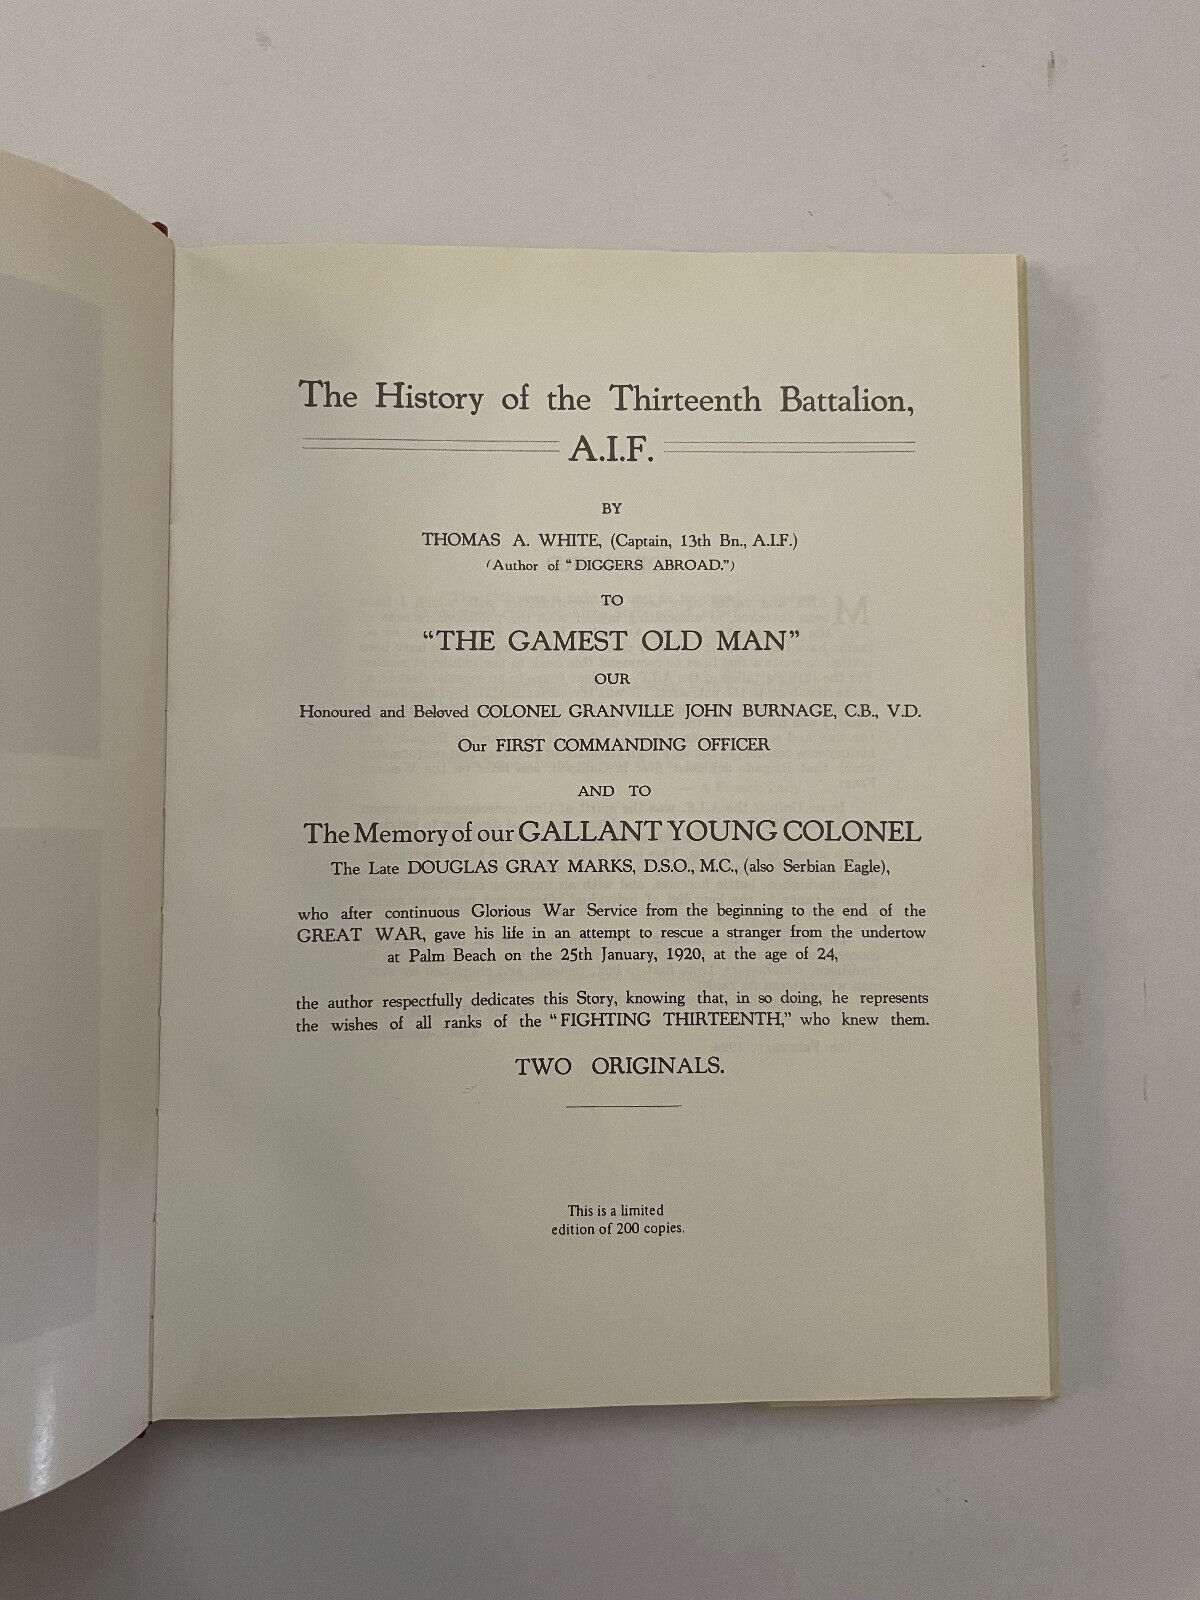 The History of the Thirteenth Battalion,
A.I.F.
BY
THOMAS A. WHITE, (Captain, 13th Bn., A.I.F.)
(Author of "DIGGERS ABROAD.")
TO
"THE GAMEST OLD MAN"
OUR
Honoured and Beloved COLONEL GRANVILLE JOHN BURNAGE, C.B., V.D.
Our FIRST COMMANDING OFFICER
AND TO
The Memory of our GALLANT YOUNG COLONEL
The Late DOUGLAS GRAY MARKS, D.S.O., M.C., (also Serbian Eagle),
who after continuous Glorious War Service from the beginning to the end of the
GREAT WAR, gave his life in an attempt to rescue a stranger from the undertow
at Palm Beach on the 25th January, 1920, at the age of 24,
the author respectfully dedicates this Story, knowing that, in so doing, he represents
the wishes of all ranks of the "FIGHTING THIRTEENTH," who knew them.
TWO ORIGINALS.
This is a limited
edition of 200 copies.